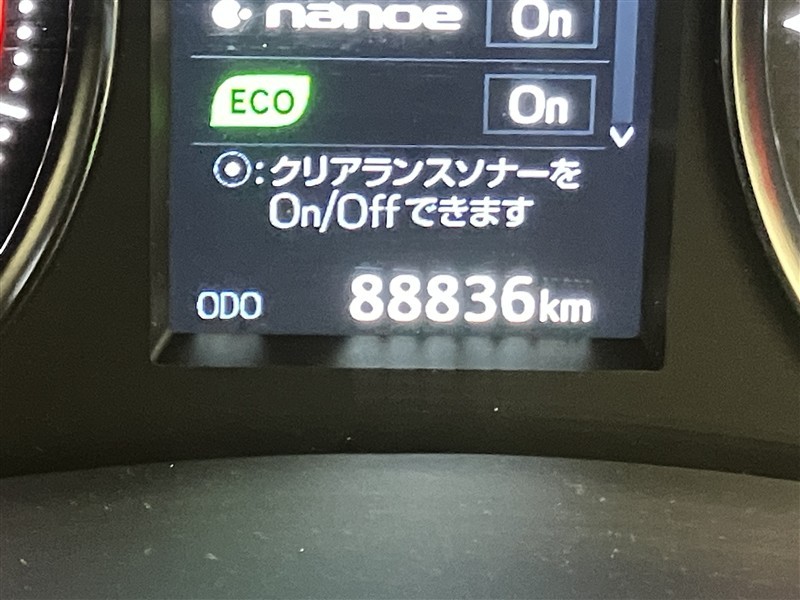 nanoe On
ECO On
⦿:クリアランスソナーを
On/Offできます
ODO 88836km